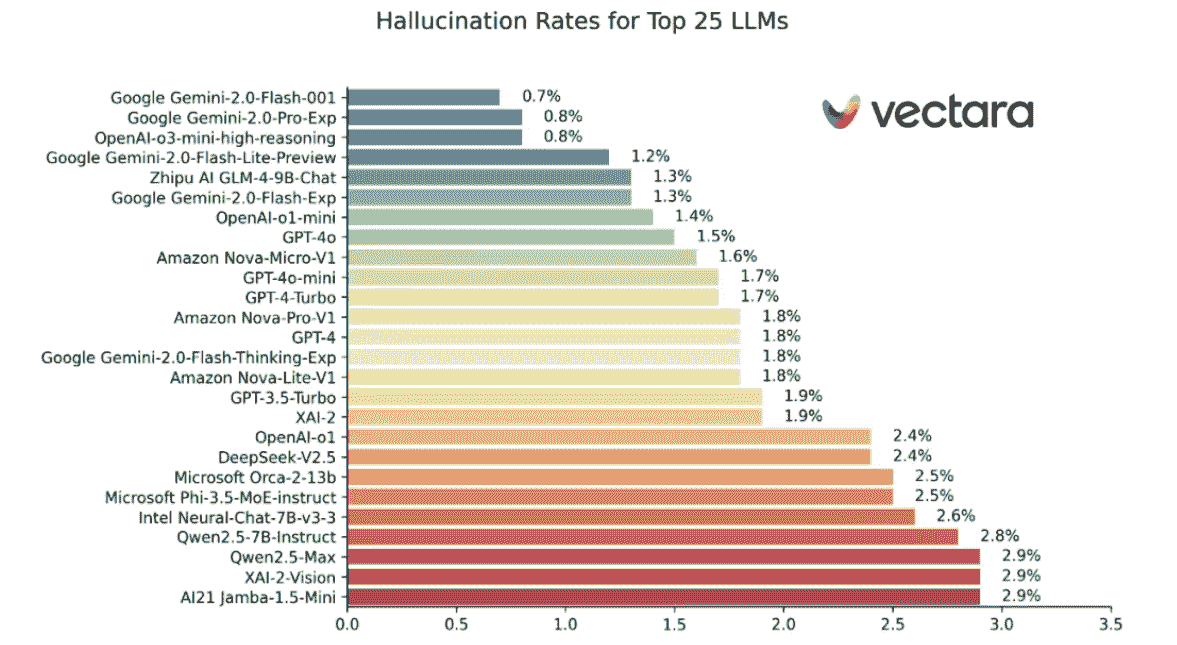 Hallucination Rates for Top 25 LLMs
vectara
Google Gemini-2.0-Flash-001 0.7%
Google Gemini-2.0-Pro-Exp 0.8%
OpenAI-o3-mini-high-reasoning 0.8%
Google Gemini-2.0-Flash-Lite-Preview 1.2%
Zhipu AI GLM-4-9B-Chat 1.3%
Google Gemini-2.0-Flash-Exp 1.3%
OpenAI-o1-mini 1.4%
GPT-4o 1.5%
Amazon Nova-Micro-V1 1.6%
GPT-4o-mini 1.7%
GPT-4-Turbo 1.7%
Amazon Nova-Pro-V1 1.8%
GPT-4 1.8%
Google Gemini-2.0-Flash-Thinking-Exp 1.8%
Amazon Nova-Lite-V1 1.8%
GPT-3.5-Turbo 1.9%
XAI-2 1.9%
OpenAI-o1 2.4%
DeepSeek-V2.5 2.4%
Microsoft Orca-2-13b 2.5%
Microsoft Phi-3.5-MoE-instruct 2.5%
Intel Neural-Chat-7B-v3-3 2.6%
Qwen2.5-7B-Instruct 2.8%
Qwen2.5-Max 2.9%
XAI-2-Vision 2.9%
AI21 Jamba-1.5-Mini 2.9%
0.0 0.5 1.0 1.5 2.0 2.5 3.0 3.5